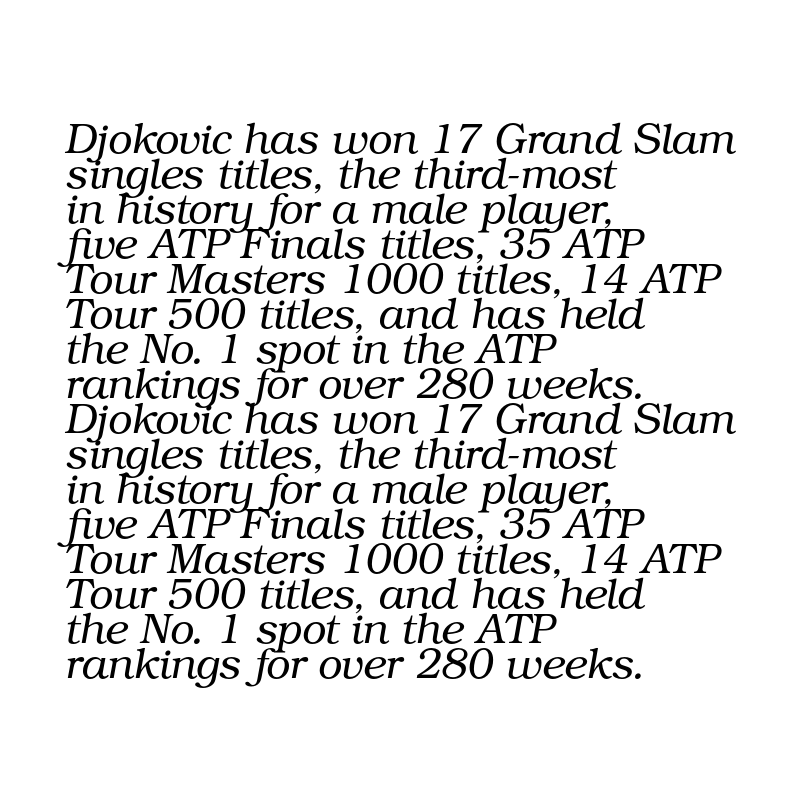 Djokovic has won 17 Grand Slam
singles titles, the third-most
in history for a male player,
five ATP Finals titles, 35 ATP
Tour Masters 1000 titles, 14 ATP
Tour 500 titles, and has held
the No. 1 spot in the ATP
rankings for over 280 weeks.
Djokovic has won 17 Grand Slam
singles titles, the third-most
in history for a male player,
five ATP Finals titles, 35 ATP
Tour Masters 1000 titles, 14 ATP
Tour 500 titles, and has held
the No. 1 spot in the ATP
rankings for over 280 weeks.